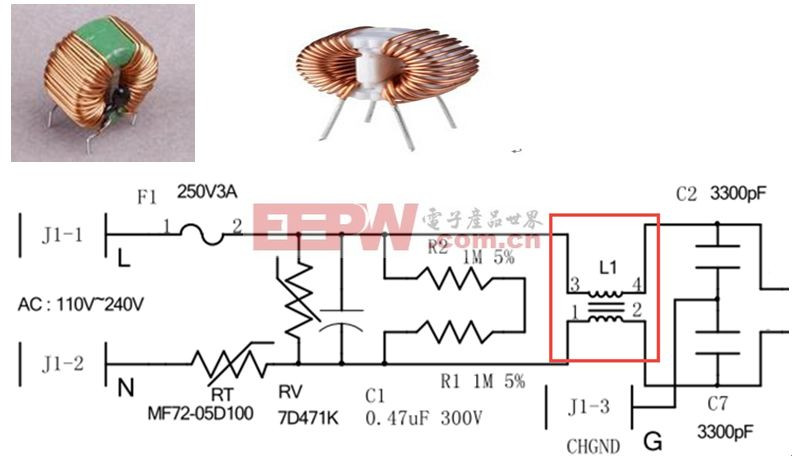 F1 250V3A
C2 3300pF
J1-1
1
2
L
EEPW 电子產品世界
.com.cn
R2 1M 5%
L1
3 4
1 2
AC : 110V~240V
J1-2
N
RT
MF72-05D100
RV
7D471K
C1
0.47uF 300V
R1 1M 5%
J1-3
CHGND
G
C7
3300pF